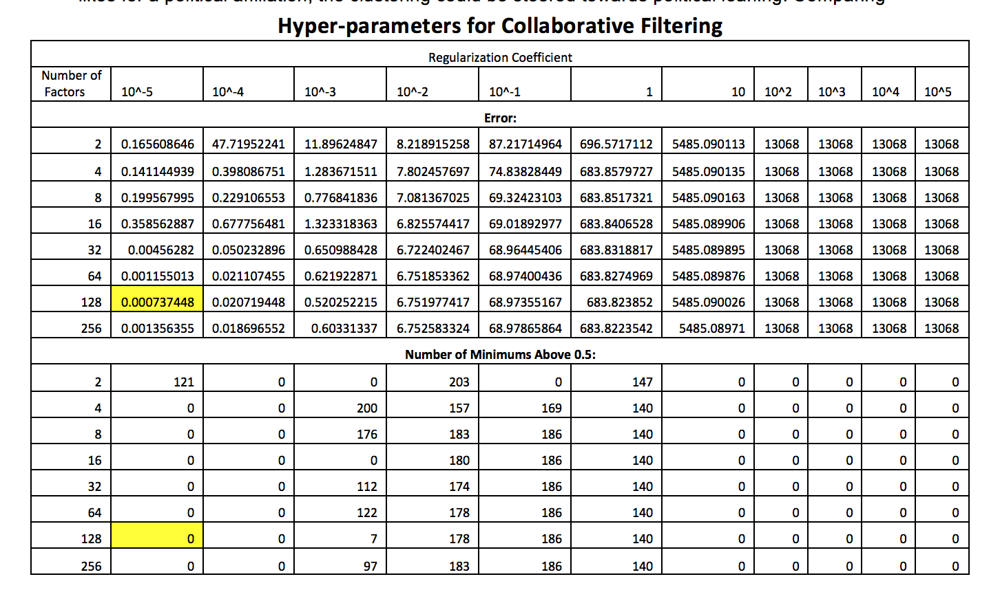 likes for a political affiliation, the clustering could be steered towards political leaning. Comparing
Hyper-parameters for Collaborative Filtering
Regularization Coefficient
Number of
Factors 10^-5 10^-4 10^-3 10^-2 10^-1 1 10 10^2 10^3 10^4 10^5
Error:
2 0.165608646 47.71952241 11.89624847 8.218915258 87.21714964 696.5717112 5485.090113 13068 13068 13068 13068
4 0.141144939 0.398086751 1.283671511 7.802457697 74.83828449 683.8579727 5485.090135 13068 13068 13068 13068
8 0.199567995 0.229106553 0.776841836 7.081367025 69.32423103 683.8517321 5485.090163 13068 13068 13068 13068
16 0.358562887 0.677756481 1.323318363 6.825574417 69.01892977 683.8406528 5485.089906 13068 13068 13068 13068
32 0.00456282 0.050232896 0.650988428 6.722402467 68.96445406 683.8318817 5485.089895 13068 13068 13068 13068
64 0.001155013 0.021107455 0.621922871 6.751853362 68.97400436 683.8274969 5485.089876 13068 13068 13068 13068
128 0.000737448 0.020719448 0.520252215 6.751977417 68.97355167 683.823852 5485.090026 13068 13068 13068 13068
256 0.001356355 0.018696552 0.60331337 6.752583324 68.97865864 683.8223542 5485.08971 13068 13068 13068 13068
Number of Minimums Above 0.5:
2 121 0 0 203 0 147 0 0 0 0 0
4 0 0 200 157 169 140 0 0 0 0 0
8 0 0 176 183 186 140 0 0 0 0 0
16 0 0 0 180 186 140 0 0 0 0 0
32 0 0 112 174 186 140 0 0 0 0 0
64 0 0 122 178 186 140 0 0 0 0 0
128 0 0 7 178 186 140 0 0 0 0 0
256 0 0 97 183 186 140 0 0 0 0 0